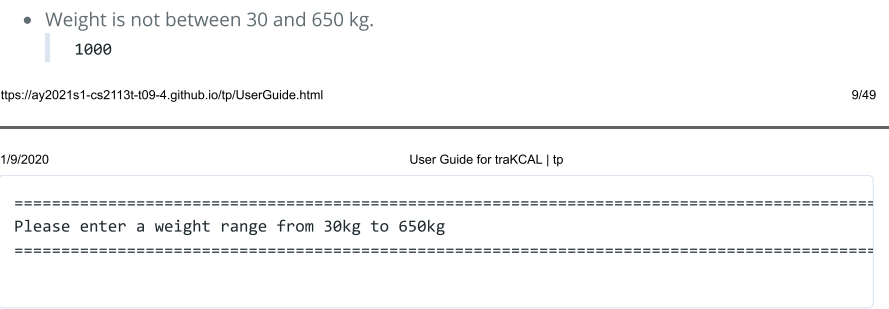 • Weight is not between 30 and 650 kg.
1000
ttps://ay2021s1-cs2113t-t09-4.github.io/tp/UserGuide.html 9/49
1/9/2020 User Guide for traKCAL | tp
============================================================================================
Please enter a weight range from 30kg to 650kg
============================================================================================